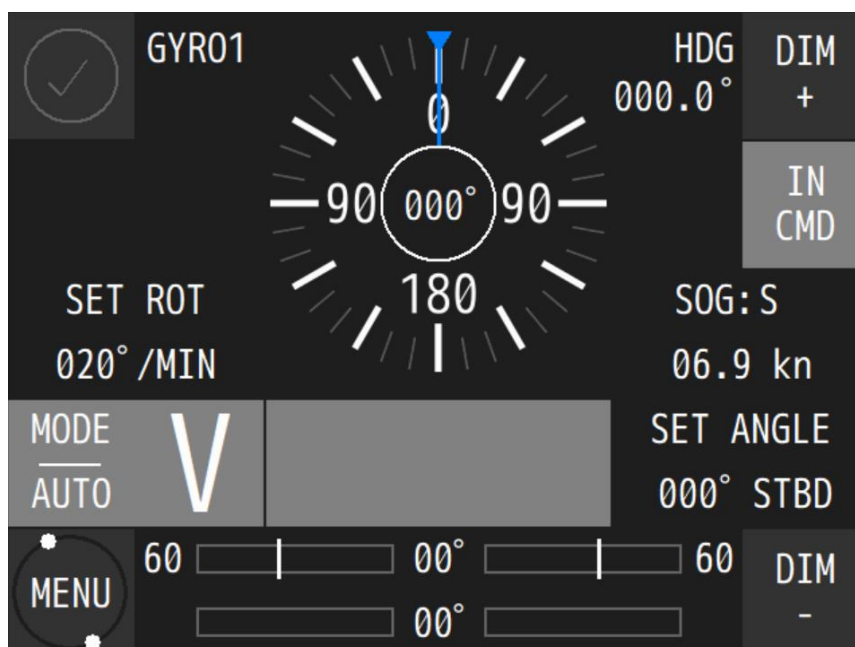 GYRO1
HDG
000.0°
DIM
+
0
90 000° 90
180
IN
CMD
SET ROT
020°/MIN
SOG:S
06.9 kn
MODE
AUTO
V
SET ANGLE
000° STBD
MENU
60 00° 60
00°
DIM
-